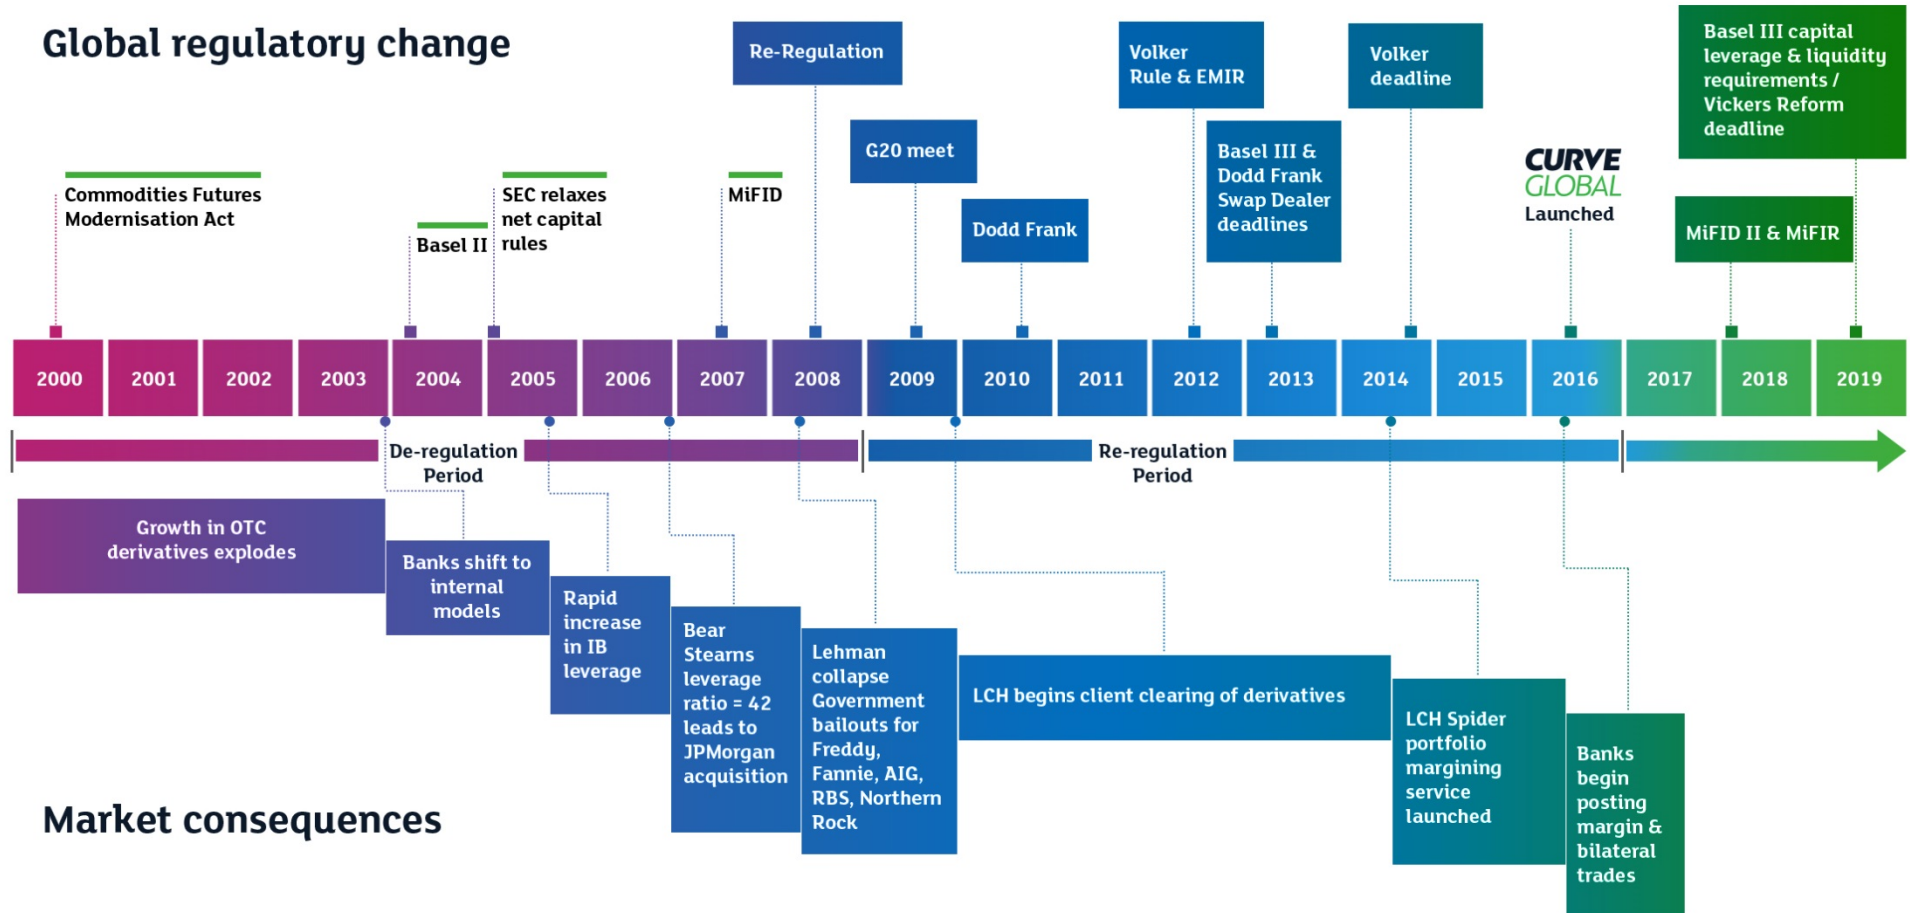 Global regulatory change
Commodities Futures
Modernisation Act
Basel II
SEC relaxes
net capital
rules
MiFID
Re-Regulation
G20 meet
Dodd Frank
Volker
Rule & EMIR
Basel III &
Dodd Frank
Swap Dealer
deadlines
Volker
deadline
CURVE
GLOBAL
Launched
MiFID II & MiFIR
Basel III capital
leverage & liquidity
requirements /
Vickers Reform
deadline
2000
2001
2002
2003
2004
2005
2006
2007
2008
2009
2010
2011
2012
2013
2014
2015
2016
2017
2018
2019
De-regulation
Period
Re-regulation
Period
Growth in OTC
derivatives explodes
Banks shift to
internal
models
Rapid
increase
in IB
leverage
Bear
Stearns
leverage
ratio = 42
leads to
JPMorgan
acquisition
Lehman
collapse
Government
bailouts for
Freddy,
Fannie, AIG,
RBS, Northern
Rock
LCH begins client clearing of derivatives
LCH Spider
portfolio
margining
service
launched
Banks
begin
posting
margin &
bilateral
trades
Market consequences